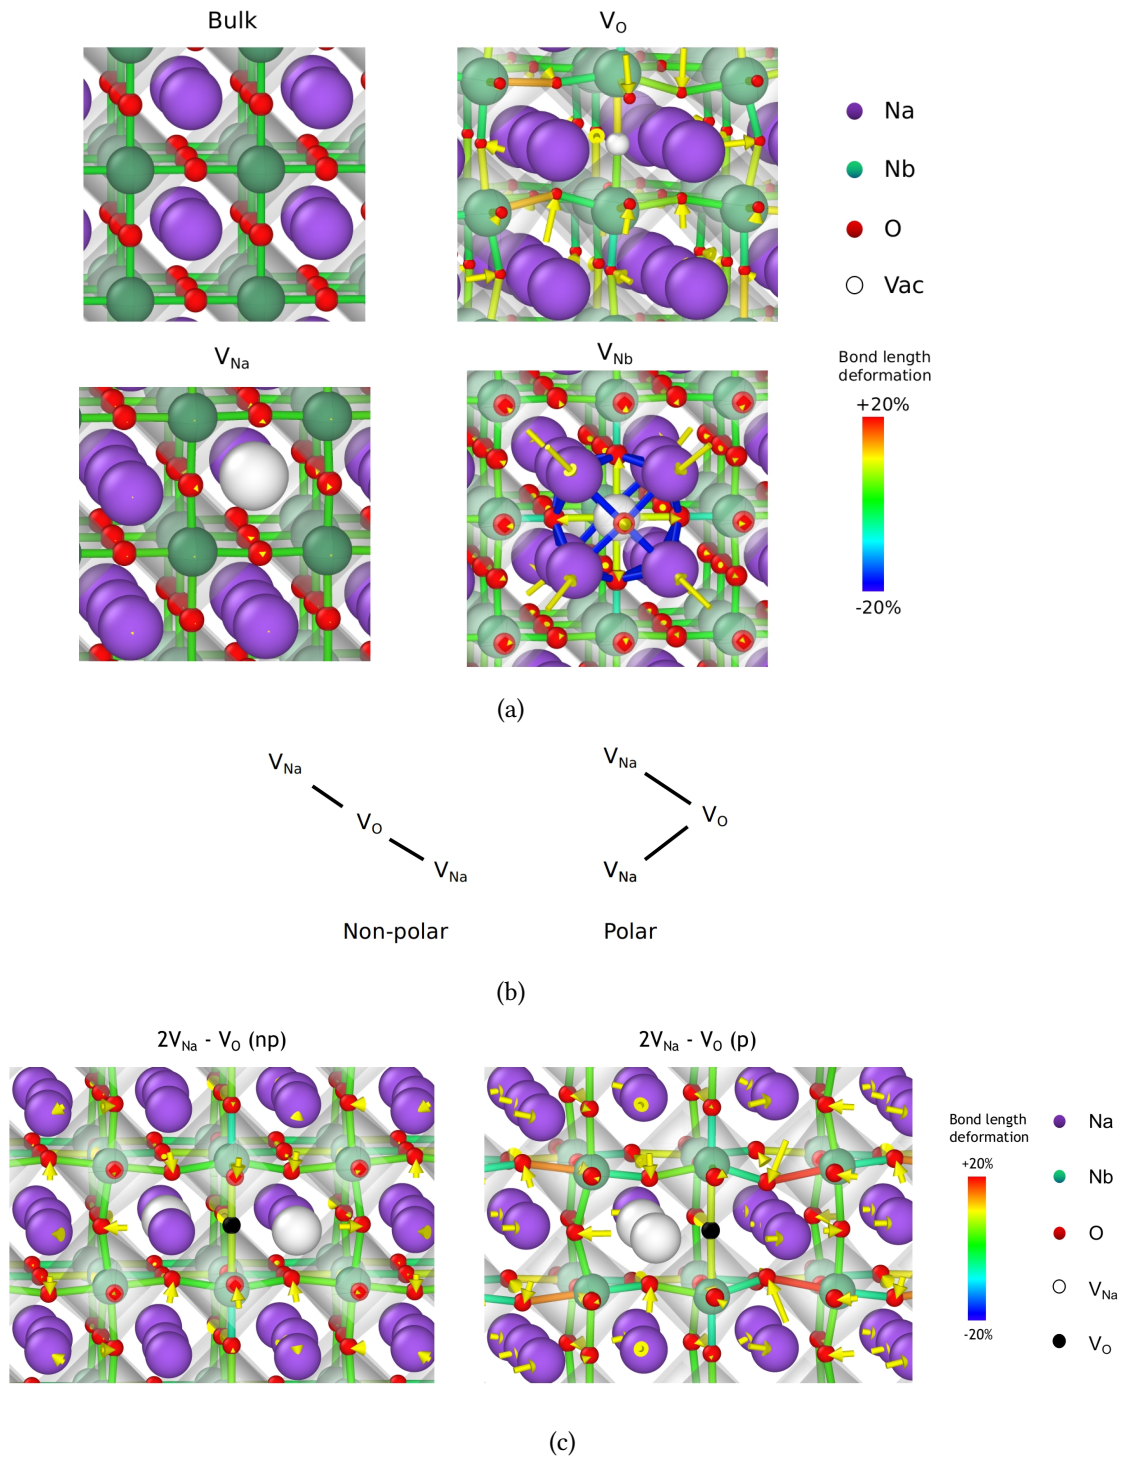 Bulk
V_O
Na
Nb
O
Vac
V_Na
V_Nb
Bond length
deformation
+20%
-20%
(a)
V_Na
V_O
V_Na
Non-polar
V_Na
V_O
V_Na
Polar
(b)
2V_Na - V_O (np)
2V_Na - V_O (p)
Bond length
deformation
+20%
-20%
Na
Nb
O
V_Na
V_O
(c)